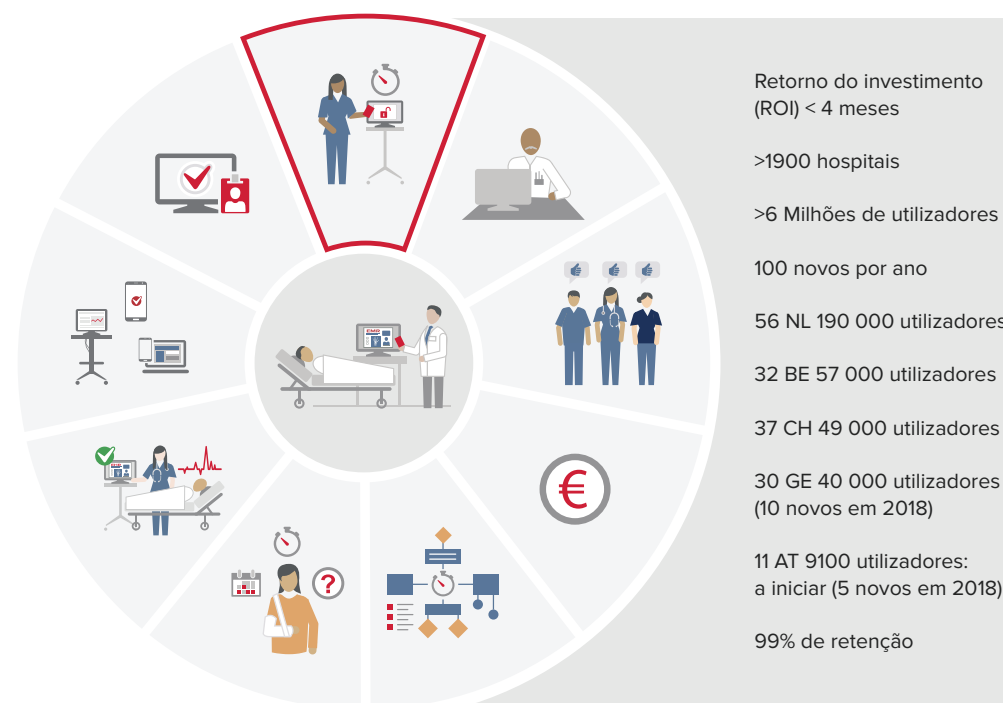 Retorno do investimento
(ROI) < 4 meses
>1900 hospitais
>6 Milhões de utilizadores
100 novos por ano
56 NL 190 000 utilizadores
32 BE 57 000 utilizadores
37 CH 49 000 utilizadores
30 GE 40 000 utilizadores
(10 novos em 2018)
11 AT 9100 utilizadores:
a iniciar (5 novos em 2018)
99% de retenção
EMD
€
?